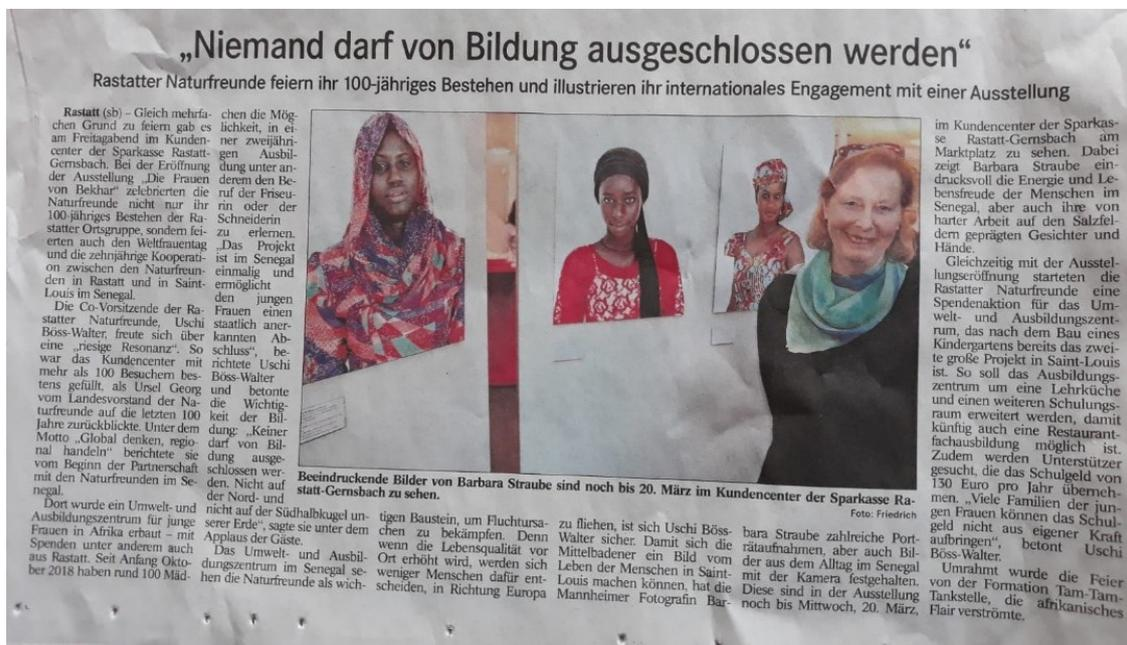 „Niemand darf von Bildung ausgeschlossen werden“
Rastatter Naturfreunde feiern ihr 100-jähriges Bestehen und illustrieren ihr internationales Engagement mit einer Ausstellung
Rastatt (sb) – Gleich mehrfa-
chen Grund zu feiern gab es
am Freitagabend im Kunden-
center der Sparkasse Rastatt-
Gernsbach. Bei der Eröffnung
der Ausstellung „Die Frauen
von Bekhar“ zelebrierten die
Naturfreunde nicht nur ihr
100-jähriges Bestehen der Ra-
statter Ortsgruppe, sondern fei-
erten auch den Weltfrauentag
und die zehnjährige Kooperati-
on zwischen den Naturfreun-
den in Rastatt und in Saint-
Louis im Senegal.
Die Co-Vorsitzende der Ra-
statter Naturfreunde, Uschi
Böss-Walter, freute sich über
eine „riesige Resonanz“. So
war das Kundencenter mit
mehr als 100 Besuchern bes-
tens gefüllt, als Ursel Georg
vom Landesvorstand der Na-
turfreunde auf die letzten 100
Jahre zurückblickte. Unter dem
Motto „Global denken, regio-
nal handeln“ berichtete sie
vom Beginn der Partnerschaft
mit den Naturfreunden im Se-
negal.
Dort wurde ein Umwelt- und
Ausbildungszentrum für junge
Frauen in Afrika erbaut – mit
Spenden unter anderem auch
aus Rastatt. Seit Anfang Okto-
ber 2018 haben rund 100 Mäd-
chen die Mög-
lichkeit, in ei-
ner zweijähri-
gen Ausbil-
dung unter an-
derem den Be-
ruf der Friseu-
rin oder der
Schneiderin
zu erlernen.
„Das Projekt
ist im Senegal
einmalig und
ermöglicht
den jungen
Frauen einen
staatlich aner-
kannten Ab-
schluss“, be-
richtete Uschi
Böss-Walter
und betonte
die Wichtig-
keit der Bil-
dung: „Keiner
darf von Bil-
dung ausge-
schlossen wer-
den. Nicht auf
der Nord- und
nicht auf der Südhalbkugel un-
serer Erde“, sagte sie unter dem
Applaus der Gäste.
Das Umwelt- und Ausbil-
dungszentrum im Senegal se-
hen die Naturfreunde als wich-
Beeindruckende Bilder von Barbara Straube sind noch bis 20. März im Kundencenter der Sparkasse Ra-
statt-Gernsbach zu sehen.
Foto: Friedrich
tigen Baustein, um Fluchtursa-
chen zu bekämpfen. Denn
wenn die Lebensqualität vor
Ort erhöht wird, werden sich
weniger Menschen dafür ent-
scheiden, in Richtung Europa
zu fliehen, ist sich Uschi Böss-
Walter sicher. Damit sich die
Mittelbadener ein Bild vom
Leben der Menschen in Saint-
Louis machen können, hat die
Mannheimer Fotografin Bar-
bara Straube zahlreiche Port-
rätaufnahmen, aber auch Bil-
der aus dem Alltag im Senegal
mit der Kamera festgehalten.
Diese sind in der Ausstellung
noch bis Mittwoch, 20. März,
im Kundencenter der Sparkas-
se Rastatt-Gernsbach am
Marktplatz zu sehen. Dabei
zeigt Barbara Straube ein-
drucksvoll die Energie und Le-
bensfreude der Menschen im
Senegal, aber auch ihre von
harter Arbeit auf den Salzfel-
dern geprägten Gesichter und
Hände.
Gleichzeitig mit der Ausstel-
lungseröffnung starteten die
Rastatter Naturfreunde eine
Spendenaktion für das Um-
welt- und Ausbildungszent-
rum, das nach dem Bau eines
Kindergartens bereits das zwei-
te große Projekt in Saint-Louis
ist. So soll das Ausbildungs-
zentrum um eine Lehrküche
und einen weiteren Schulungs-
raum erweitert werden, damit
künftig auch eine Restaurant-
fachausbildung möglich ist.
Zudem werden Unterstützer
gesucht, die das Schulgeld von
130 Euro pro Jahr überneh-
men. „Viele Familien der jun-
gen Frauen können das Schul-
geld nicht aus eigener Kraft
aufbringen“, betont Uschi
Böss-Walter.
Umrahmt wurde die Feier
von der Formation Tam-Tam-
Tankstelle, die afrikanisches
Flair verströmte.